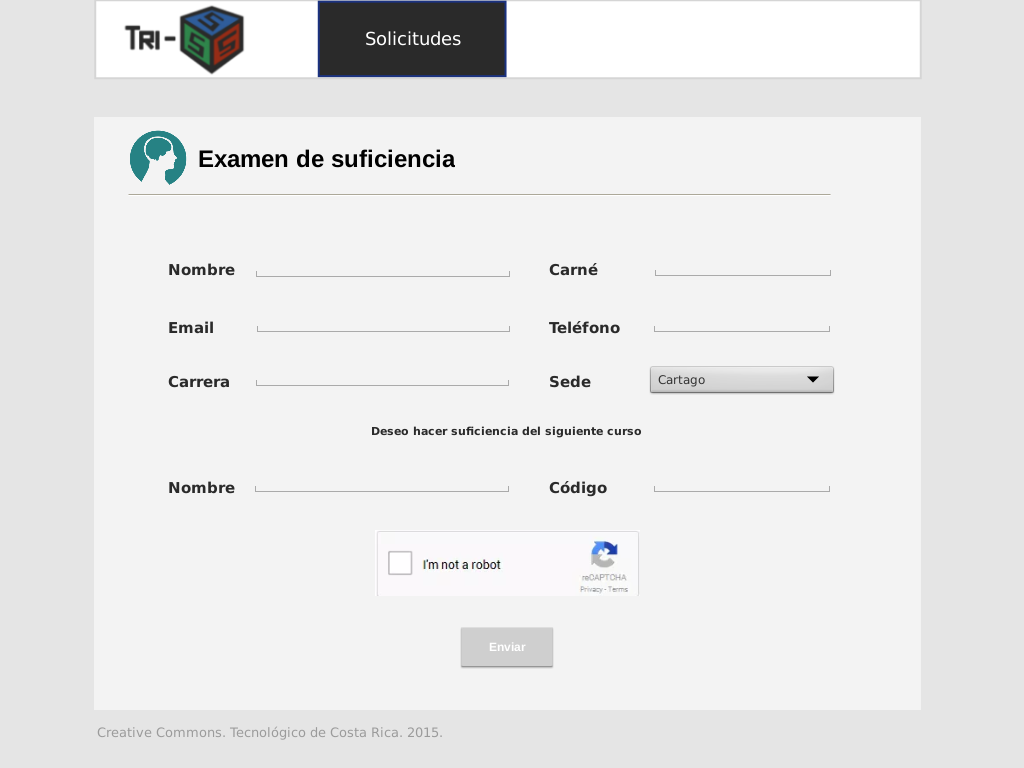 TRI-SSS
Solicitudes
Examen de suficiencia
Nombre
Carné
Email
Teléfono
Carrera
Sede
Cartago
Deseo hacer suficiencia del siguiente curso
Nombre
Código
I'm not a robot
reCAPTCHA
Privacy - Terms
Enviar
Creative Commons. Tecnológico de Costa Rica. 2015.